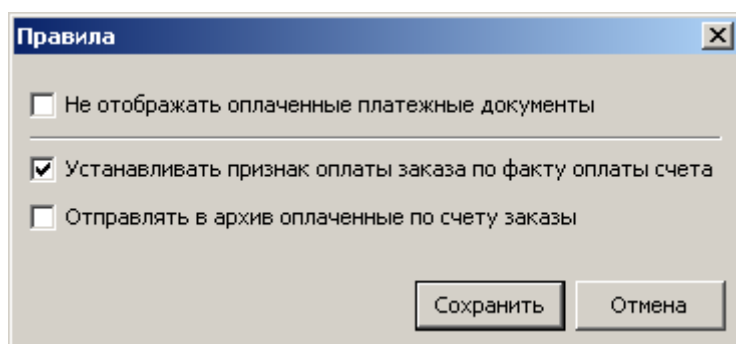 Правила
Не отображать оплаченные платежные документы
Устанавливать признак оплаты заказа по факту оплаты счета
Отправлять в архив оплаченные по счету заказы
Сохранить
Отмена